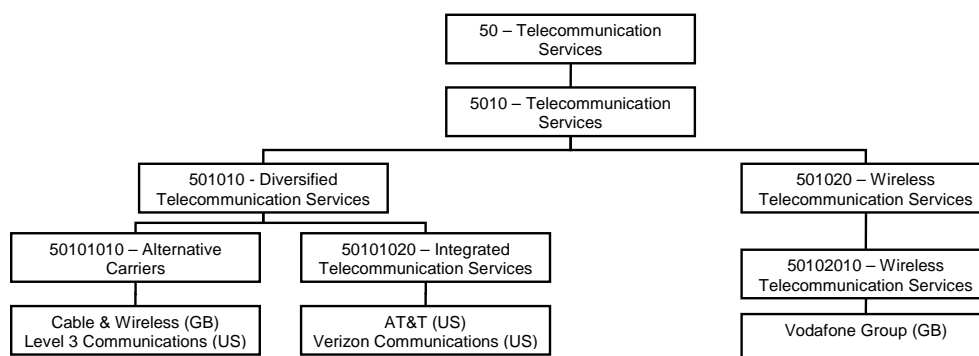 50 – Telecommunication
Services
5010 – Telecommunication
Services
501010 - Diversified
Telecommunication Services
501020 – Wireless
Telecommunication Services
50101010 – Alternative
Carriers
50101020 – Integrated
Telecommunication Services
50102010 – Wireless
Telecommunication Services
Cable & Wireless (GB)
Level 3 Communications (US)
AT&T (US)
Verizon Communications (US)
Vodafone Group (GB)